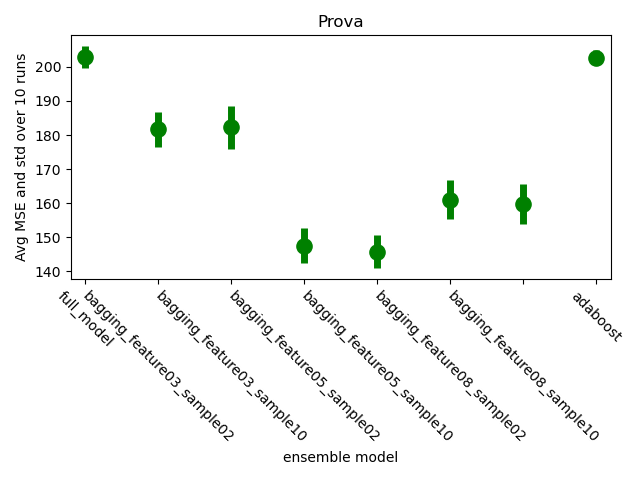 Prova
Avg MSE and std over 10 runs
200
190
180
170
160
150
140
full_model
bagging_feature03_sample02
bagging_feature03_sample10
bagging_feature05_sample02
bagging_feature05_sample10
bagging_feature08_sample02
bagging_feature08_sample10
adaboost
ensemble model